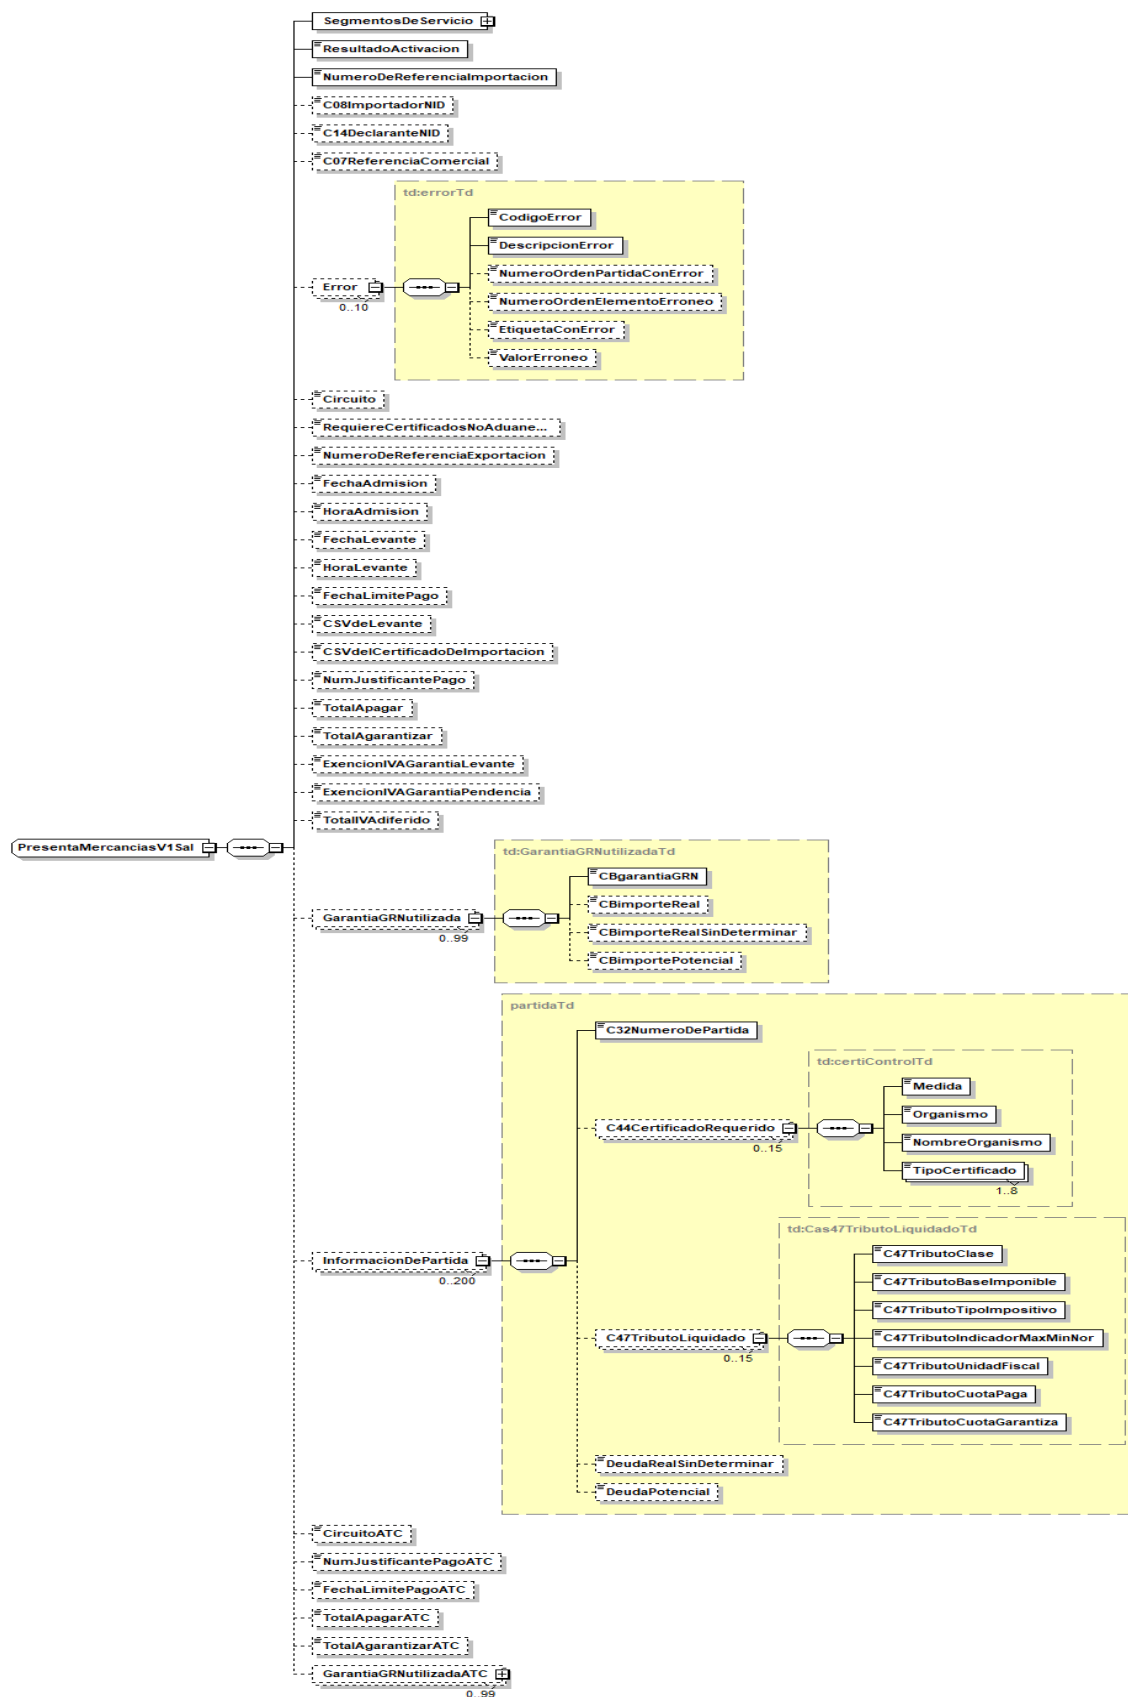 SegmentosDeServicio
ResultadoActivacion
NumeroDeReferenciaImportacion
C08ImportadorNID
C14DeclaranteNID
C07ReferenciaComercial
td:errorTd
CodigoError
DescripcionError
NumeroOrdenPartidaConError
Error
NumeroOrdenElementoErroneo
0..10
EtiquetaConError
ValorErroneo
Circuito
RequiereCertificadosNoAduane...
NumeroDeReferenciaExportacion
FechaAdmision
HoraAdmision
FechaLevante
HoraLevante
FechaLimitePago
CSVdeLevante
CSVdelCertificadoDeImportacion
NumJustificantePago
TotalApagar
TotalAgarantizar
ExencionIVAGarantiaLevante
ExencionIVAGarantiaPendencia
TotalIVAdiferido
PresentaMercanciasV1Sal
td:GarantiaGRNutilizadaTd
CBgarantiaGRN
CBimporteReal
GarantiaGRNutilizada
CBimporteRealSinDeterminar
0..99
CBimportePotencial
partidaTd
C32NumeroDePartida
td:certiControlTd
Medida
Organismo
C44CertificadoRequerido
NombreOrganismo
0..15
TipoCertificado
1..8
td:Cas47TributoLiquidadoTd
C47TributoClase
InformacionDePartida
0..200
C47TributoBaseImponible
C47TributoTipoImpositivo
C47TributoLiquidado
C47TributoIndicadorMaxMinNor
0..15
C47TributoUnidadFiscal
C47TributoCuotaPaga
C47TributoCuotaGarantiza
DeudaRealSinDeterminar
DeudaPotencial
CircuitoATC
NumJustificantePagoATC
FechaLimitePagoATC
TotalApagarATC
TotalAgarantizarATC
GarantiaGRNutilizadaATC
0..99